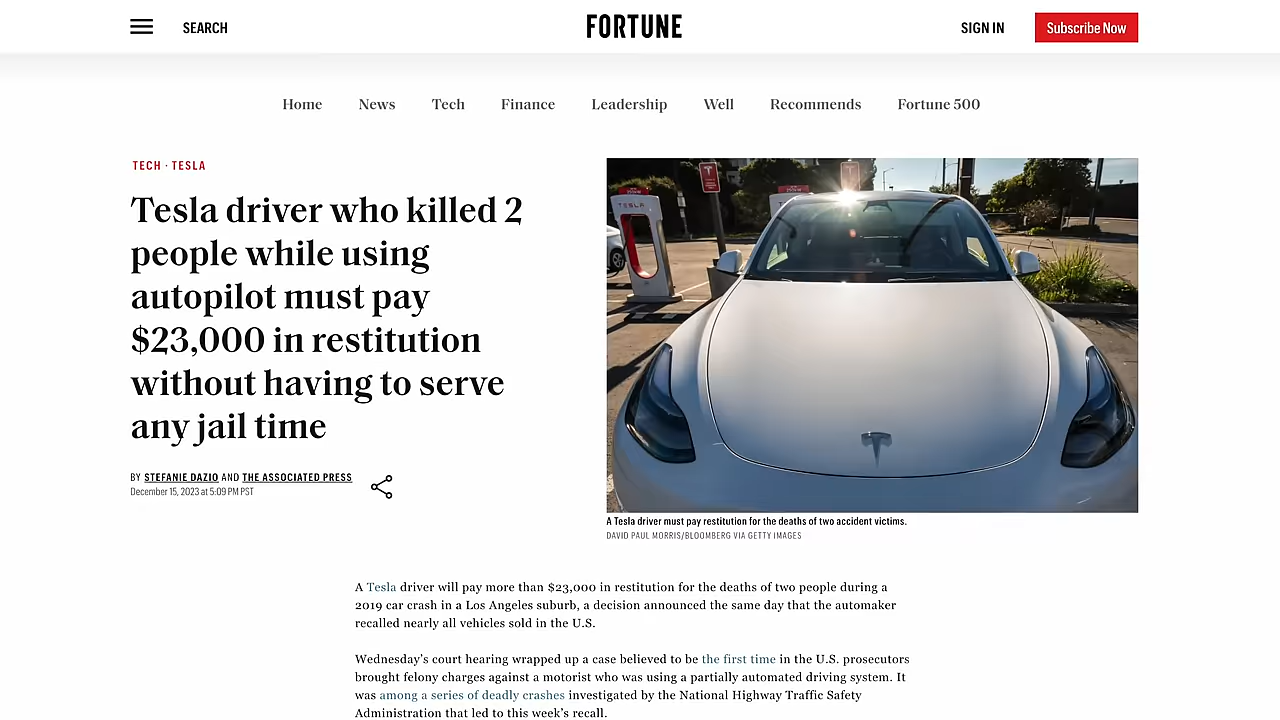 SEARCH
FORTUNE
SIGN IN
Subscribe Now
Home
News
Tech
Finance
Leadership
Well
Recommends
Fortune 500
TECH · TESLA
Tesla driver who killed 2
people while using
autopilot must pay
$23,000 in restitution
without having to serve
any jail time
BY STEFANIE DAZIO AND THE ASSOCIATED PRESS
December 15, 2023 at 5:09 PM PST
TESLA
A Tesla driver must pay restitution for the deaths of two accident victims.
DAVID PAUL MORRIS/BLOOMBERG VIA GETTY IMAGES
A Tesla driver will pay more than $23,000 in restitution for the deaths of two people during a
2019 car crash in a Los Angeles suburb, a decision announced the same day that the automaker
recalled nearly all vehicles sold in the U.S.
Wednesday's court hearing wrapped up a case believed to be the first time in the U.S. prosecutors
brought felony charges against a motorist who was using a partially automated driving system. It
was among a series of deadly crashes investigated by the National Highway Traffic Safety
Administration that led to this week's recall.